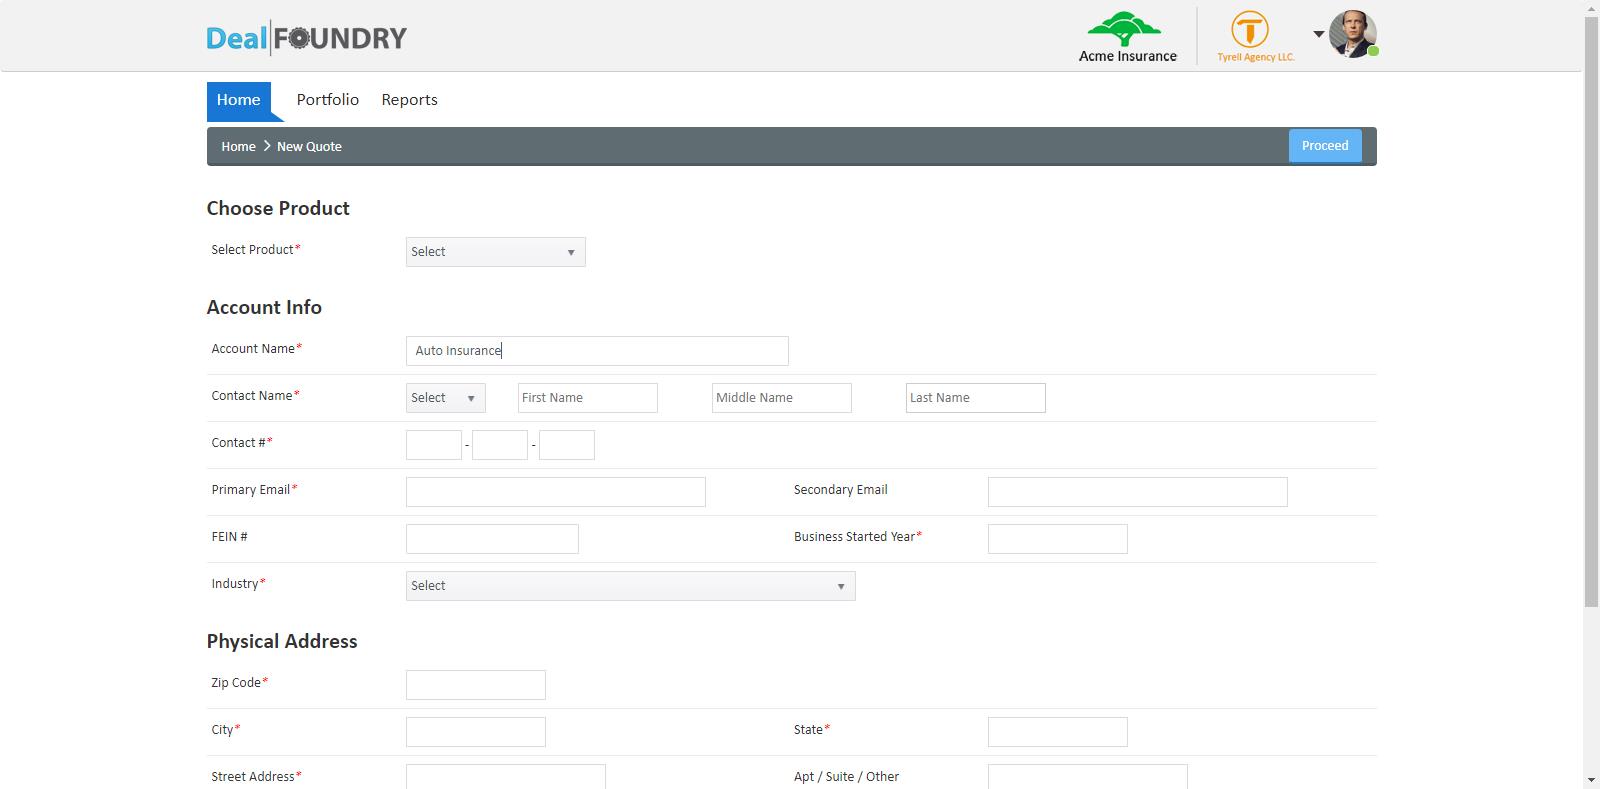 Deal FOUNDRY
Acme Insurance
Tyrell Agency LLC.
Home Portfolio Reports
Home > New Quote Proceed
Choose Product
Select Product* Select
Account Info
Account Name* Auto Insurance
Contact Name* Select First Name Middle Name Last Name
Contact #* - -
Primary Email* Secondary Email
FEIN # Business Started Year*
Industry* Select
Physical Address
Zip Code*
City* State*
Street Address* Apt / Suite / Other